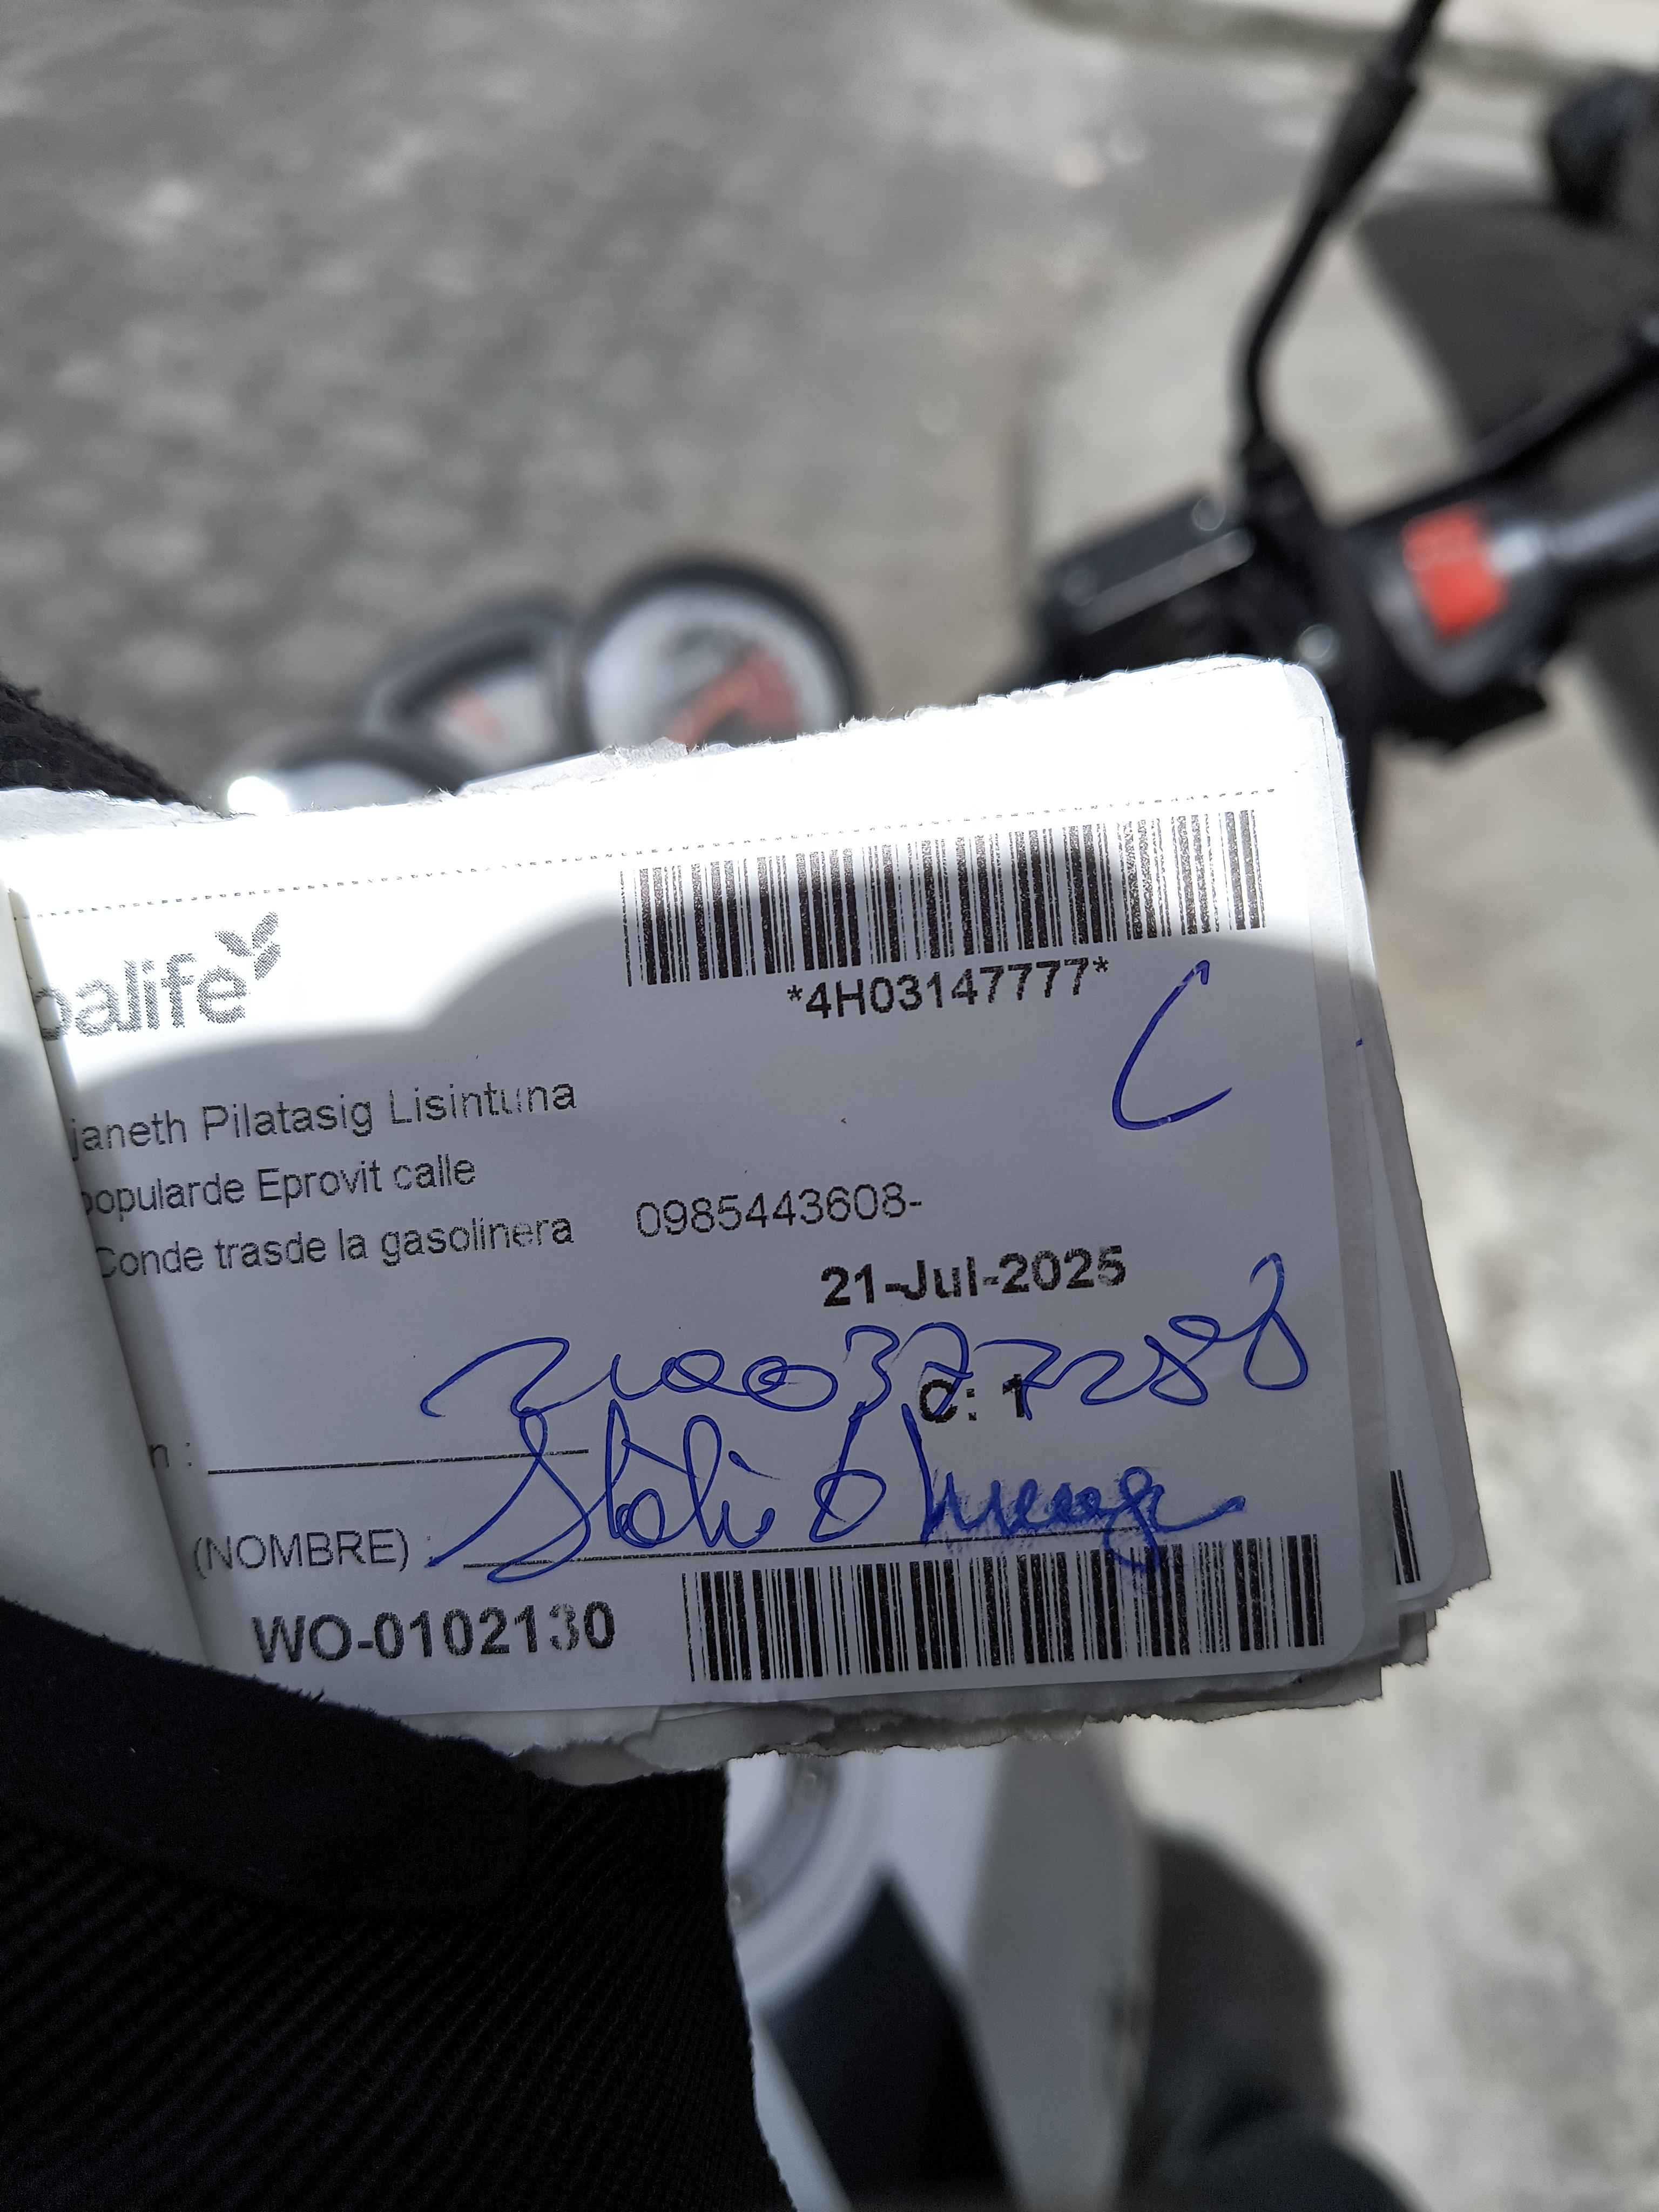 balife
*4H03147777*
janeth Pilatasig Lisintuna
popularde Eprovit calle
Conde trasde la gasolinera 0985443608-
21-Jul-2025
C: 1
n :
(NOMBRE) :
WO-0102130